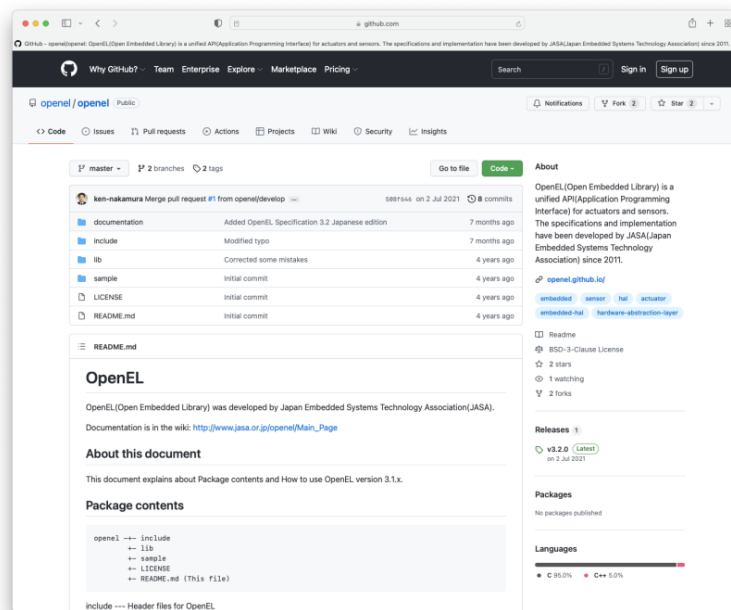 github.com
GitHub - openel/openel: OpenEL(Open Embedded Library) is a unified API(Application Programming Interface) for actuators and sensors. The specifications and implementation have been developed by JASA(Japan Embedded Systems Technology Association) since 2011.
Why GitHub? Team Enterprise Explore Marketplace Pricing
Search /
Sign in Sign up
openel / openel Public
Notifications Fork 2 Star 2
Code Issues Pull requests Actions Projects Wiki Security Insights
master 2 branches 2 tags Go to file Code
ken-nakamura Merge pull request #1 from openel/develop ... on 2 Jul 2021 8 commits
documentation Added OpenEL Specification 3.2 Japanese edition 7 months ago
include Modified typo 7 months ago
lib Corrected some mistakes 4 years ago
sample Initial commit 4 years ago
LICENSE Initial commit 4 years ago
README.md Initial commit 4 years ago
README.md
OpenEL
OpenEL(Open Embedded Library) was developed by Japan Embedded Systems Technology Association(JASA).
Documentation is in the wiki: http://www.jasa.or.jp/openel/Main_Page
About this document
This document explains about Package contents and How to use OpenEL version 3.1.x.
Package contents
openel -+- include
+- lib
+- sample
+- LICENSE
+- README.md (This file)
include --- Header files for OpenEL
About
OpenEL(Open Embedded Library) is a
unified API(Application Programming
Interface) for actuators and sensors.
The specifications and implementation
have been developed by JASA(Japan
Embedded Systems Technology
Association) since 2011.
openel.github.io/
embedded sensor hal actuator
embedded-hal hardware-abstraction-layer
Readme
BSD-3-Clause License
2 stars
1 watching
2 forks
Releases 1
v3.2.0 Latest
on 2 Jul 2021
Packages
No packages published
Languages
C 95.0% C++ 5.0%